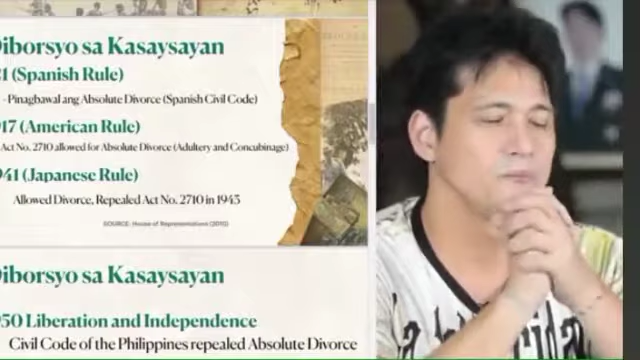 Diborsyo sa Kasaysayan
1 (Spanish Rule)
- Pinagbawal ang Absolute Divorce (Spanish Civil Code)
917 (American Rule)
Act No. 2710 allowed for Absolute Divorce (Adultery and Concubinage)
941 (Japanese Rule)
Allowed Divorce, Repealed Act No. 2710 in 1943
SOURCE: House of Representatives (2010)
Diborsyo sa Kasaysayan
950 Liberation and Independence
Civil Code of the Philippines repealed Absolute Divorce